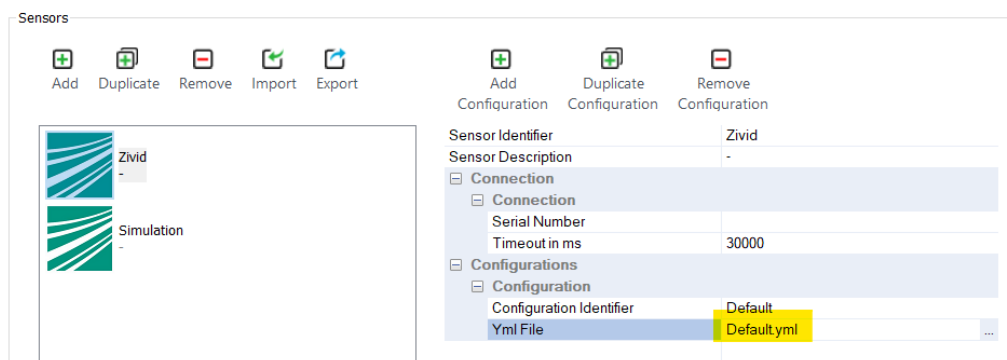 Sensors
Add Duplicate Remove Import Export
Add Configuration Duplicate Configuration Remove Configuration
Zivid
-
Simulation
-
Sensor Identifier Zivid
Sensor Description -
Connection
Connection
Serial Number
Timeout in ms 30000
Configurations
Configuration
Configuration Identifier Default
Yml File Default.yml ...